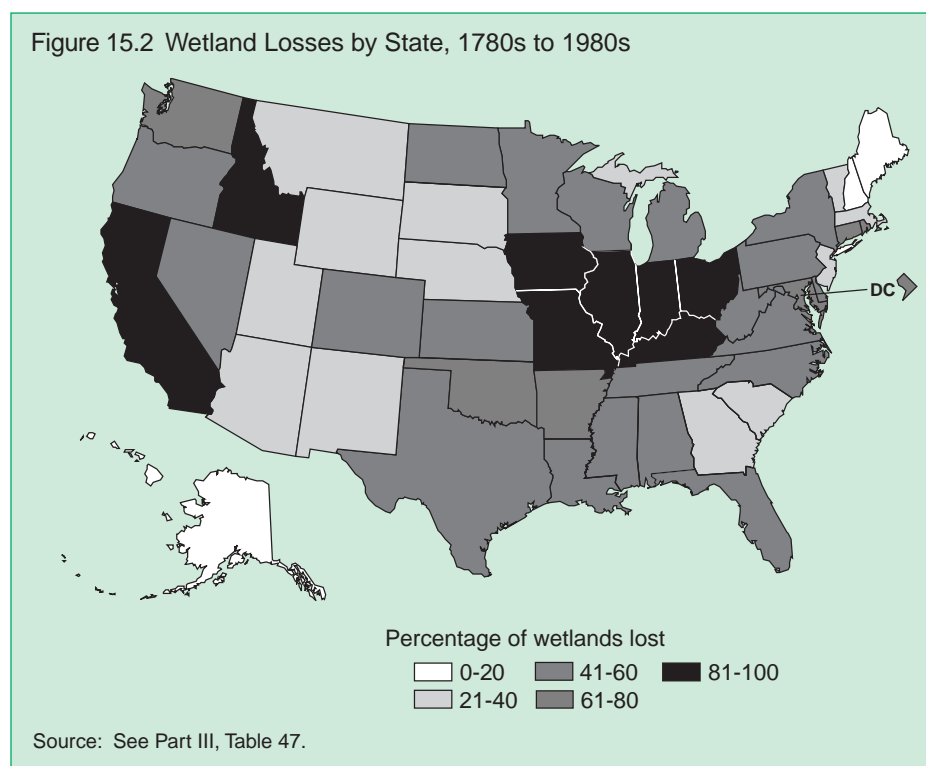 Figure 15.2 Wetland Losses by State, 1780s to 1980s
DC
Percentage of wetlands lost
0-20 41-60 81-100
21-40 61-80
Source: See Part III, Table 47.